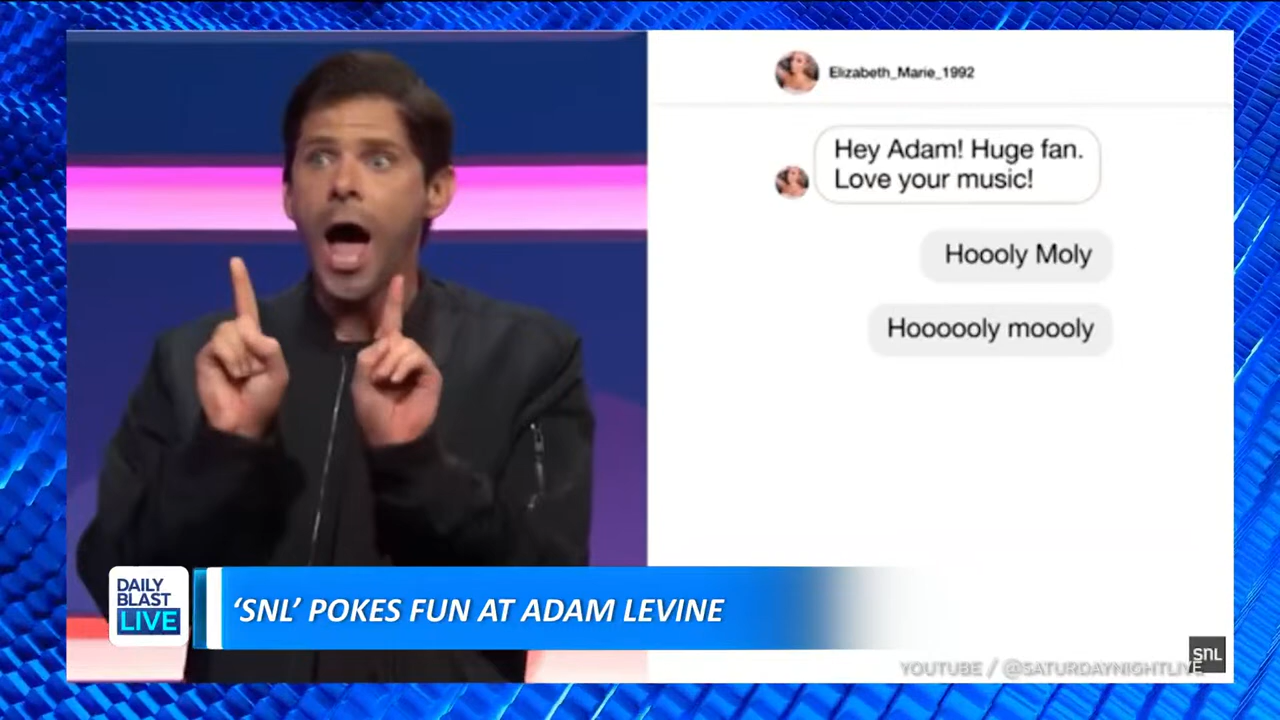 Elizabeth_Marie_1992
Hey Adam! Huge fan.
Love your music!
Hoooly Moly
Hoooooly moooly
DAILY
BLAST
LIVE
‘SNL’ POKES FUN AT ADAM LEVINE
snL
YOUTUBE / @SATURDAYNIGHTLIVE